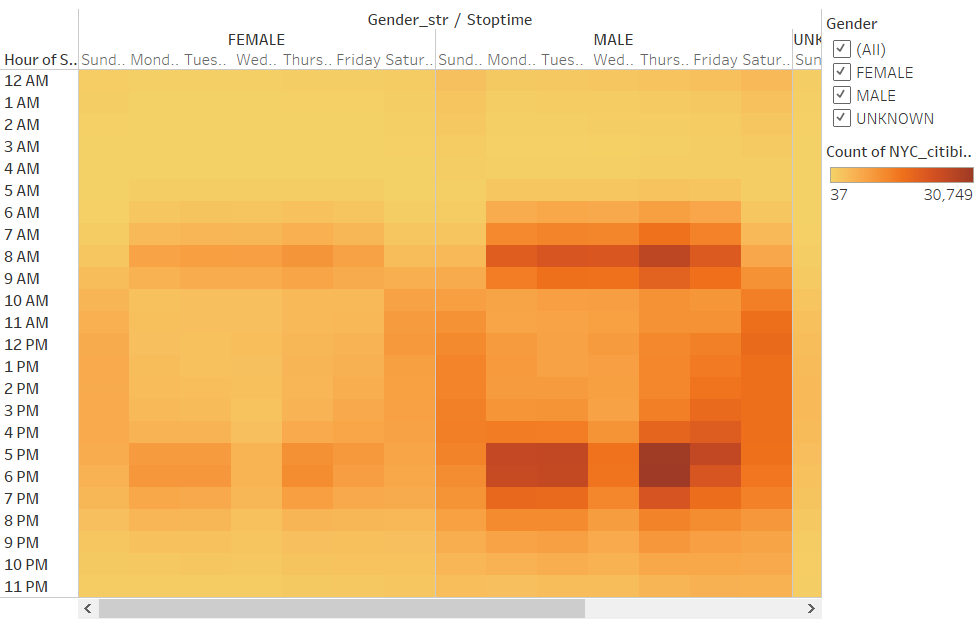 Gender_str / Stoptime
FEMALE MALE UNK
Hour of S.. Sund.. Mond.. Tues.. Wed.. Thurs.. Friday Satur.. Sund.. Mond.. Tues.. Wed.. Thurs.. Friday Satur.. Sun
12 AM
1 AM
2 AM
3 AM
4 AM
5 AM
6 AM
7 AM
8 AM
9 AM
10 AM
11 AM
12 PM
1 PM
2 PM
3 PM
4 PM
5 PM
6 PM
7 PM
8 PM
9 PM
10 PM
11 PM
Gender
(All)
FEMALE
MALE
UNKNOWN
Count of NYC_citibi..
37 30,749